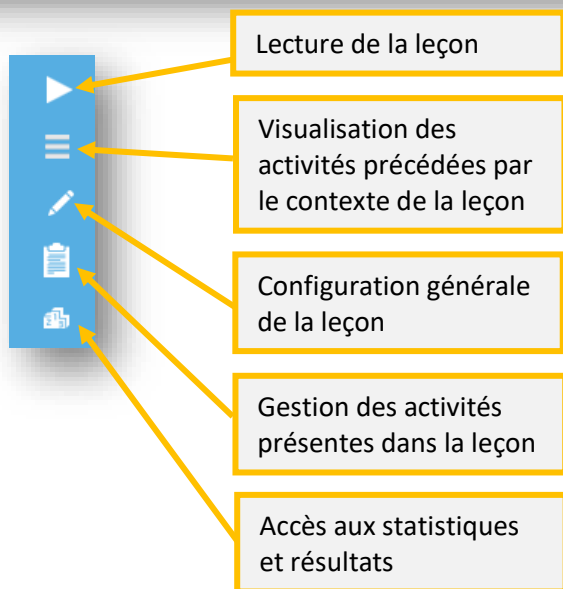 Lecture de la leçon
Visualisation des
activités précédées par
le contexte de la leçon
Configuration générale
de la leçon
Gestion des activités
présentes dans la leçon
Accès aux statistiques
et résultats